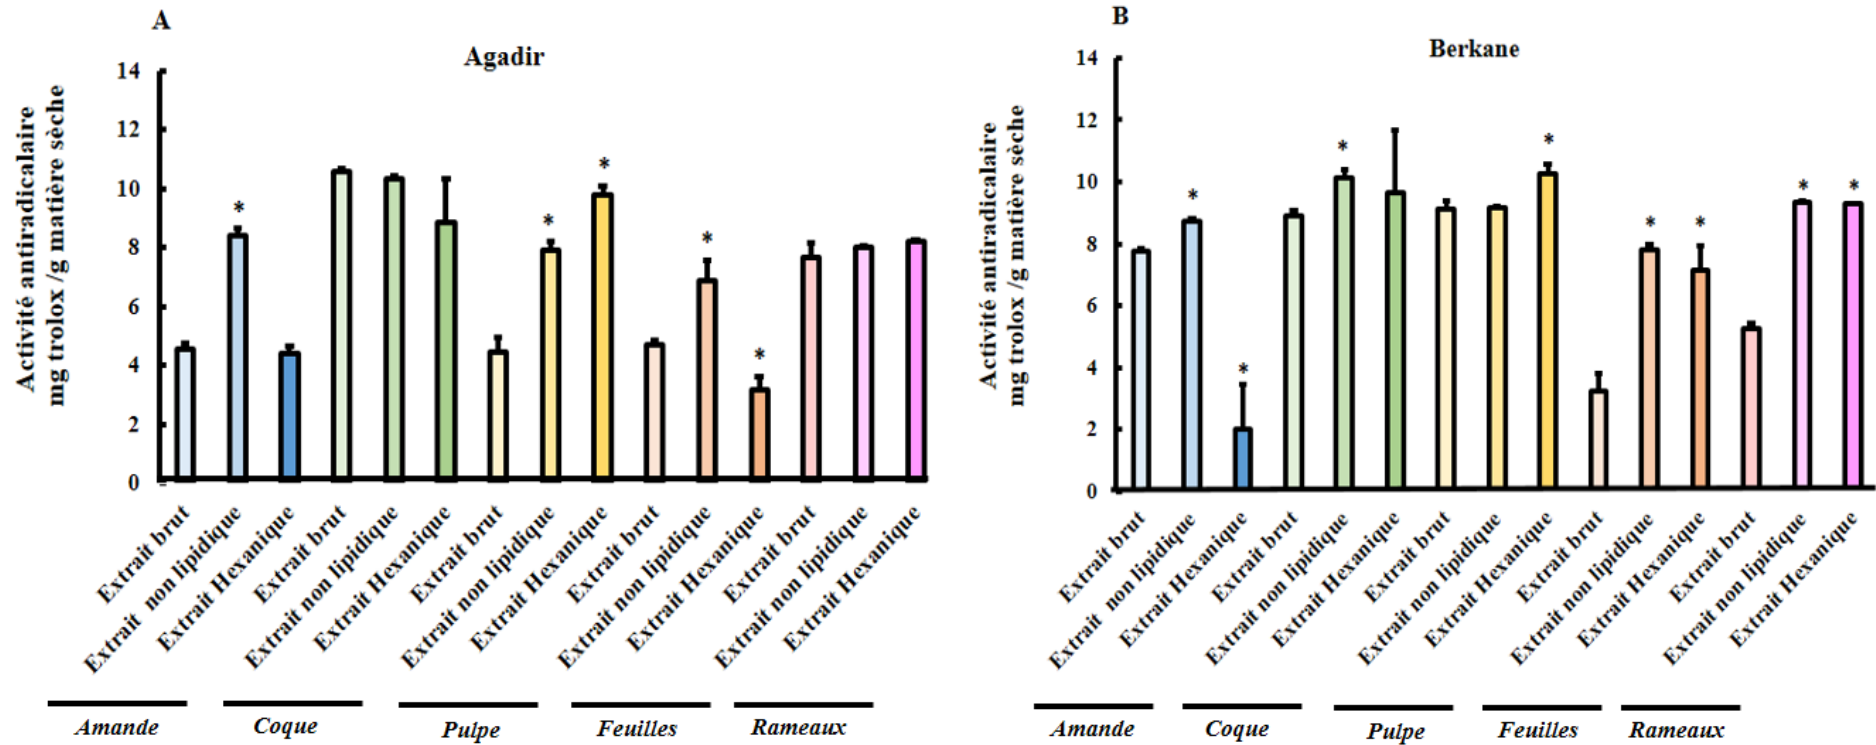 A
Agadir
Activité antiradicalaire
mg trolox /g matière sèche
14
12
10
8
6
4
2
0
*
*
*
*
*
Extrait brut
Extrait  non lipidique
Extrait Hexanique
Extrait brut
Extrait non lipidique
Extrait Hexanique
Extrait brut
Extrait non lipidique
Extrait Hexanique
Extrait brut
Extrait non lipidique
Extrait Hexanique
Extrait brut
Extrait non lipidique
Extrait Hexanique
Amande
Coque
Pulpe
Feuilles
Rameaux
B
Berkane
Activité antiradicalaire
mg trolox /g matière sèche
14
12
10
8
6
4
2
0
*
*
*
*
*
*
*
*
Extrait brut
Extrait  non lipidique
Extrait Hexanique
Extrait brut
Extrait non lipidique
Extrait Hexanique
Extrait brut
Extrait non lipidique
Extrait Hexanique
Extrait brut
Extrait non lipidique
Extrait Hexanique
Extrait brut
Extrait non lipidique
Extrait Hexanique
Amande
Coque
Pulpe
Feuilles
Rameaux